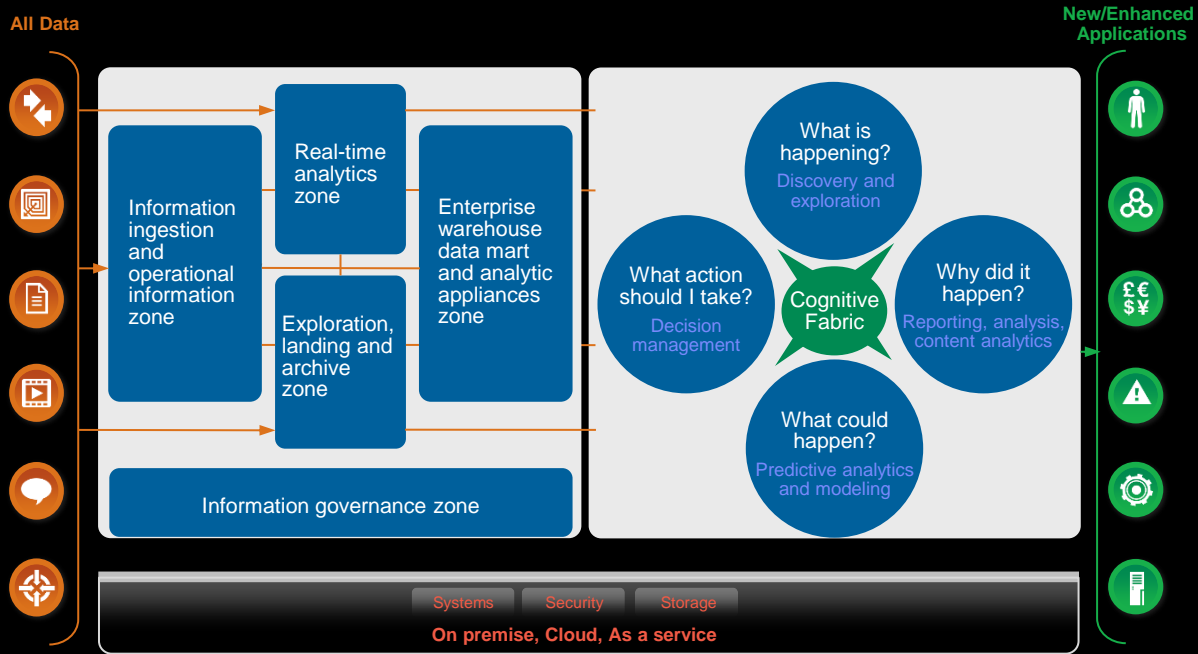 All Data
New/Enhanced
Applications
Information
ingestion
and
operational
information
zone
Real-time
analytics
zone
Exploration,
landing and
archive
zone
Enterprise
warehouse
data mart
and analytic
appliances
zone
Information governance zone
What is
happening?
Discovery and
exploration
What action
should I take?
Decision
management
Cognitive
Fabric
Why did it
happen?
Reporting, analysis,
content analytics
What could
happen?
Predictive analytics
and modeling
£€
$¥
Systems
Security
Storage
On premise, Cloud, As a service